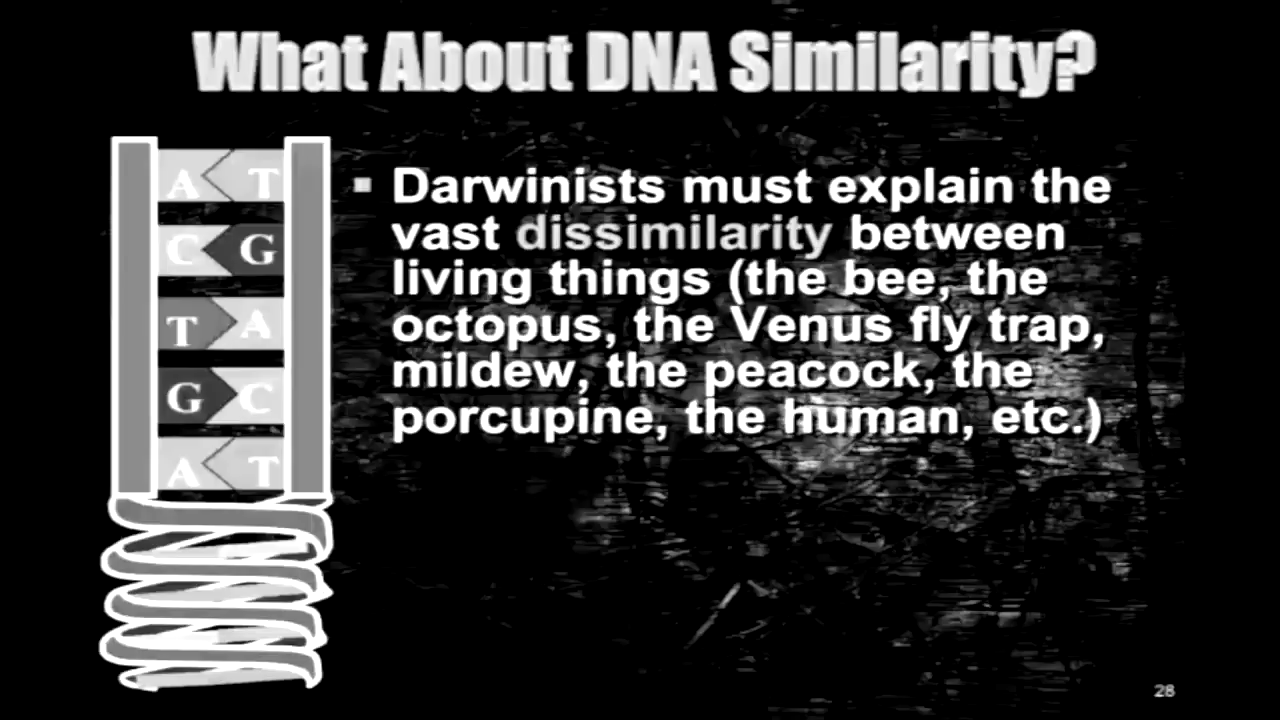 What About DNA Similarity?
A T
C G
T A
G C
A T
Darwinists must explain the
vast dissimilarity between
living things (the bee, the
octopus, the Venus fly trap,
mildew, the peacock, the
porcupine, the human, etc.)
28